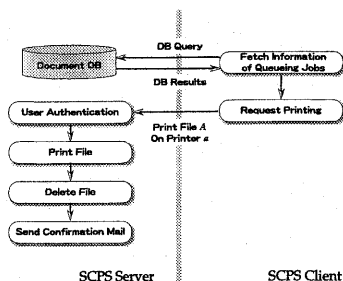 DB Query
Document DB
Fetch Information
of Queueing Jobs
DB Results
User Authentication
Request Printing
Print File A
On Printer a
Print File
Delete File
Send Confirmation Mail
SCPS Server
SCPS Client